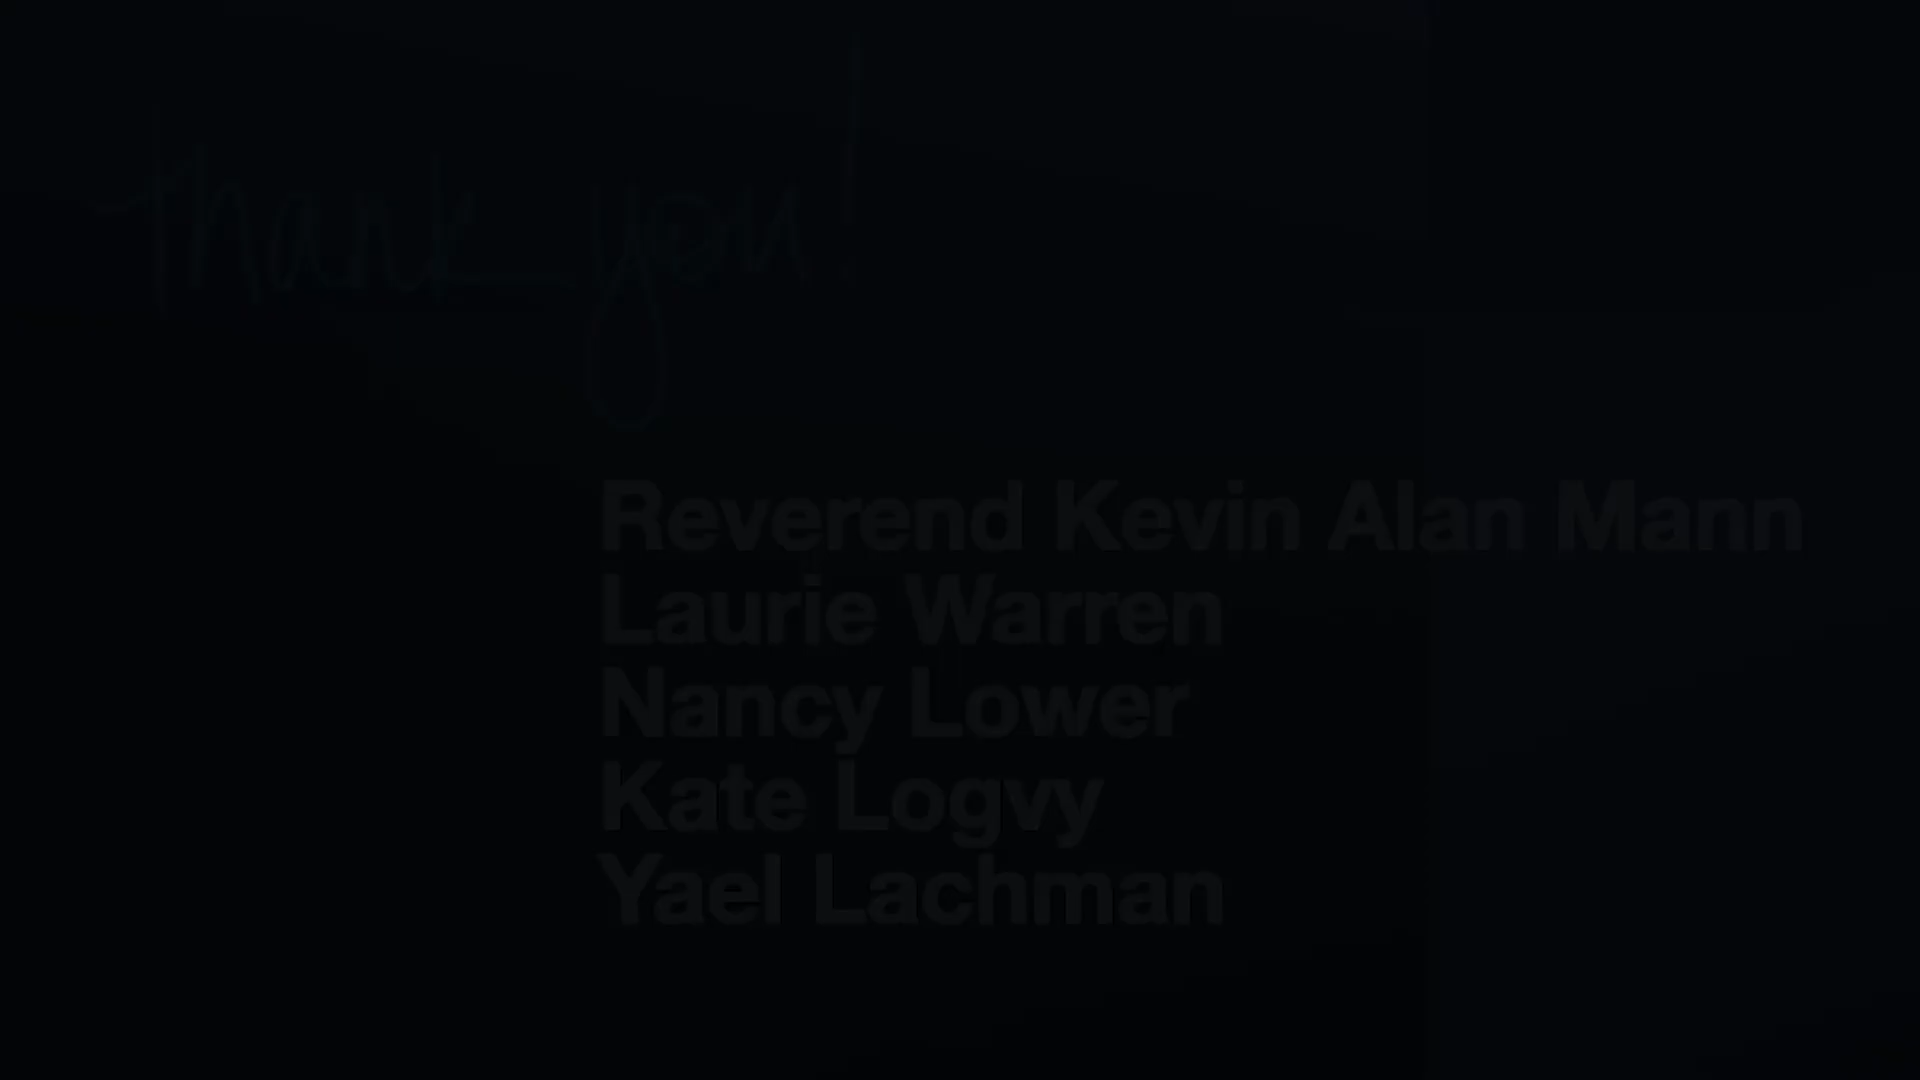 thank you!
Reverend Kevin Alan Mann
Laurie Warren
Nancy Lower
Kate Logvy
Yael Lachman